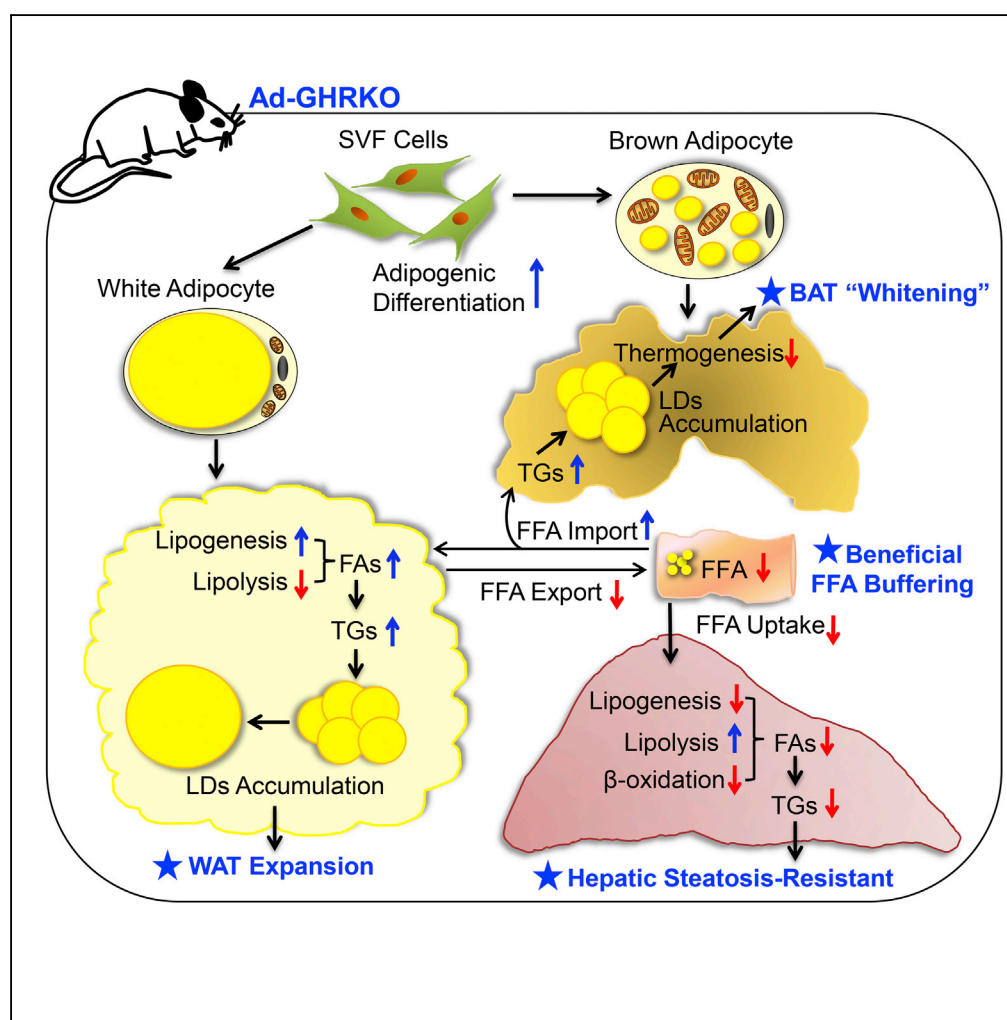 Ad-GHRKO
SVF Cells
Brown Adipocyte
Adipogenic
Differentiation ↑
White Adipocyte
★ BAT “Whitening”
Thermogenesis ↓
LDs
Accumulation
TGs ↑
FFA Import ↑
Lipogenesis ↑
Lipolysis ↓
FAs ↑
TGs ↑
LDs Accumulation
★ WAT Expansion
FFA Export ↓
FFA ↓
★ Beneficial
FFA Buffering
FFA Uptake ↓
Lipogenesis ↓
Lipolysis ↑
β-oxidation ↓
FAs ↓
TGs ↓
★ Hepatic Steatosis-Resistant